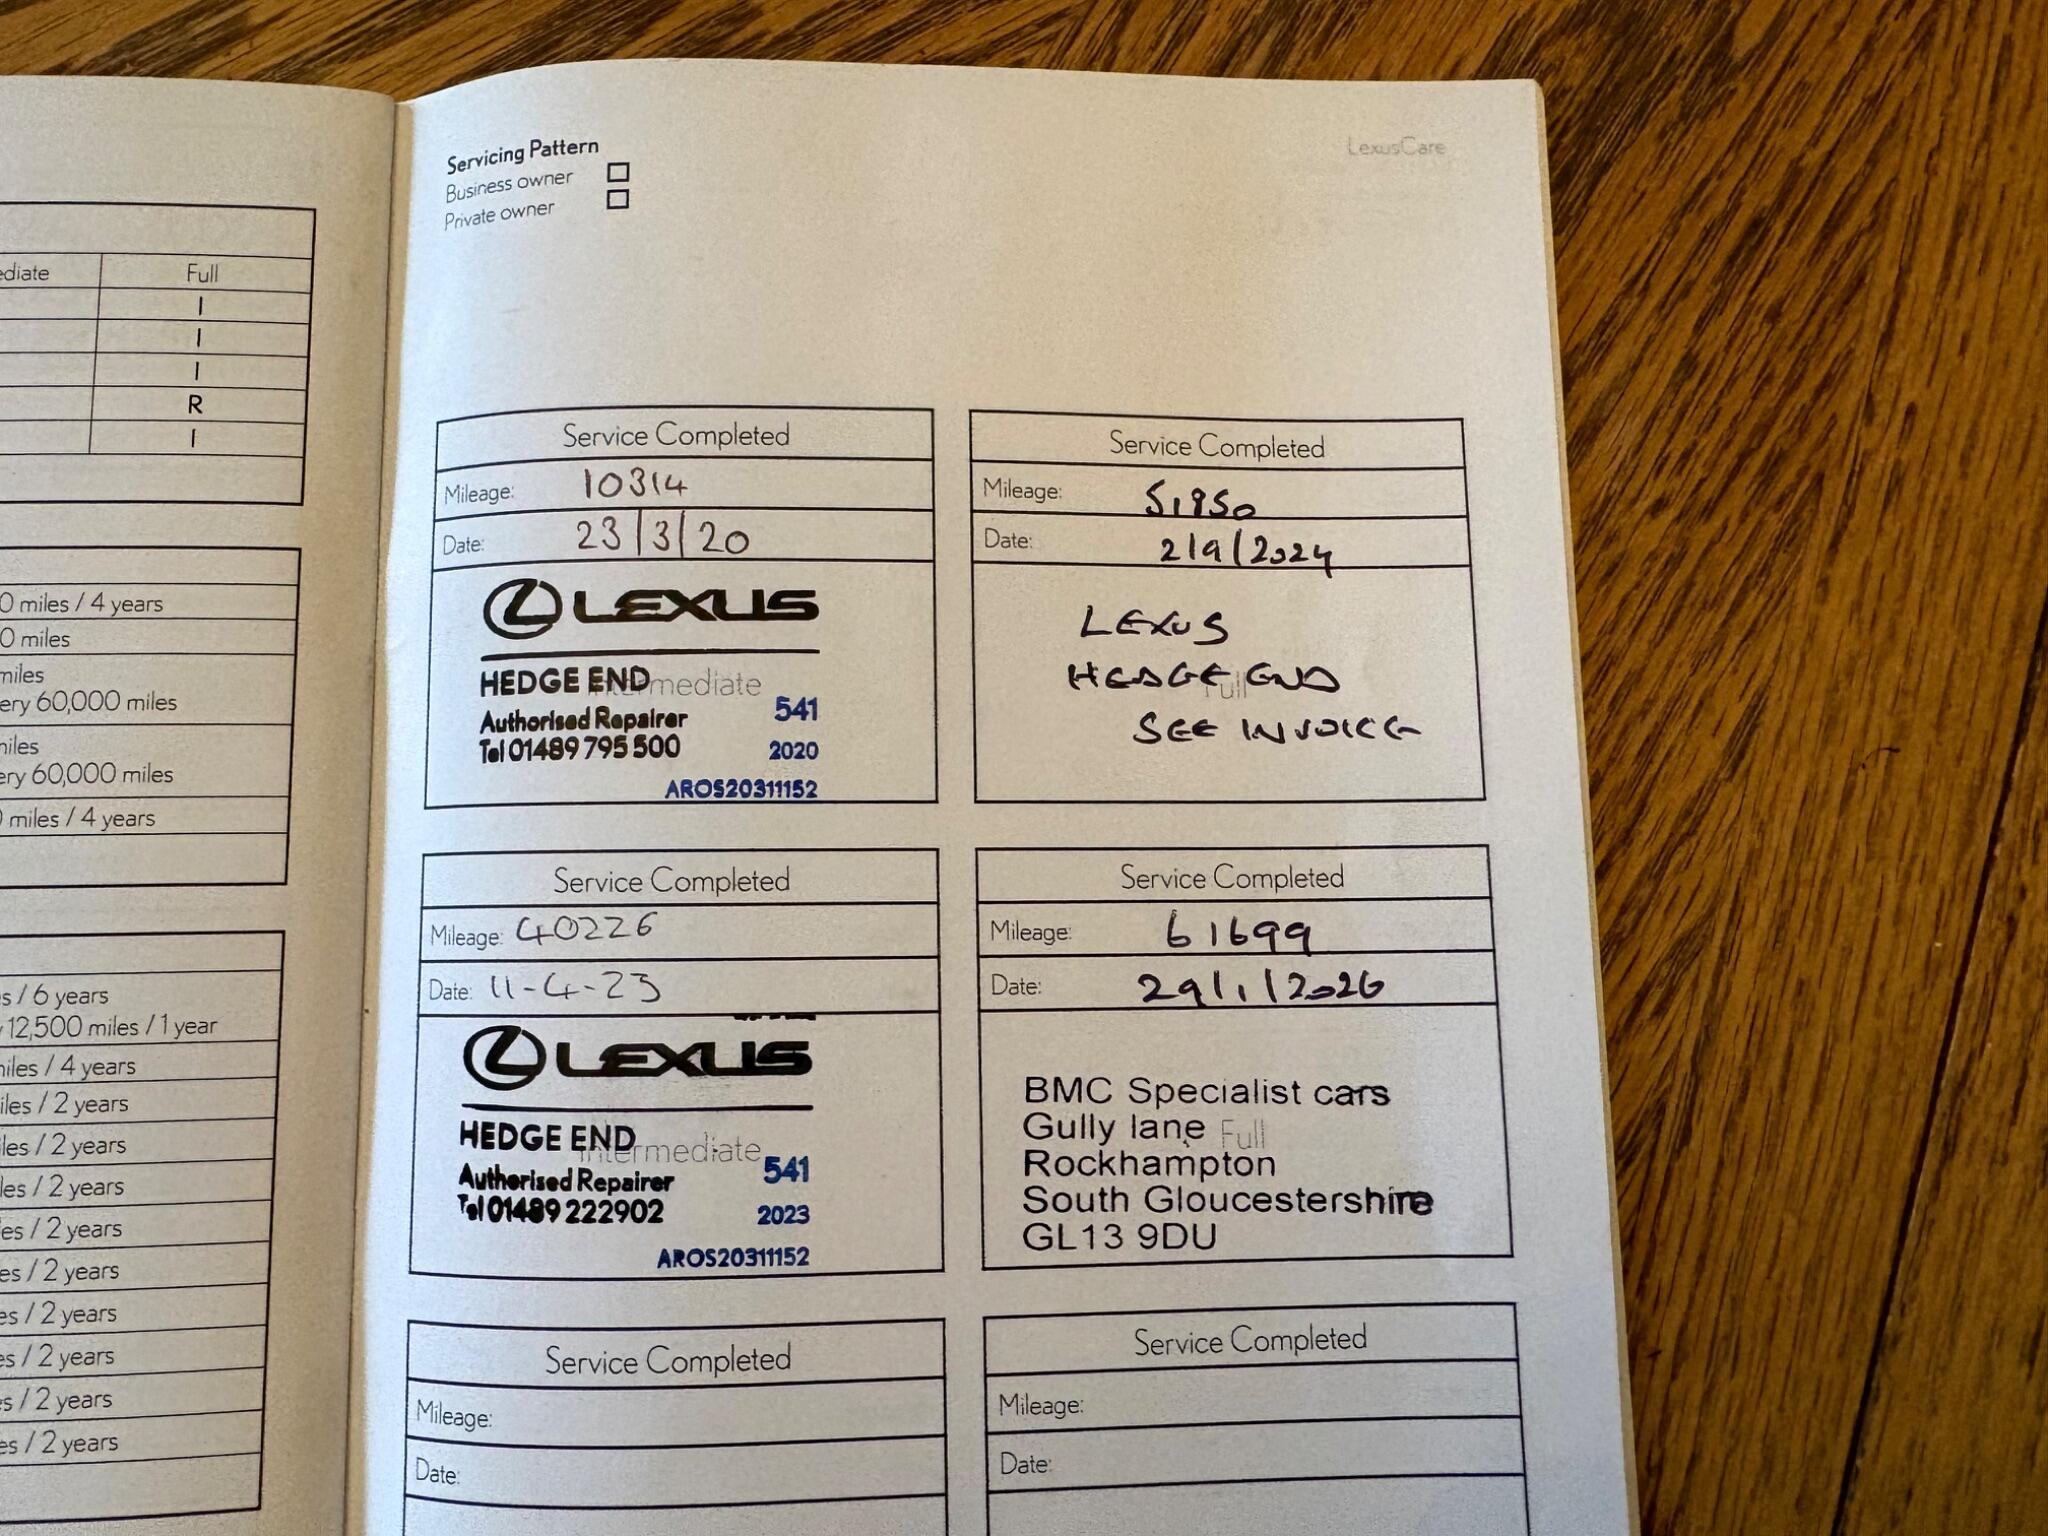 ediate Full
I
I
I
R
I
0 miles / 4 years
0 miles
miles
ery 60,000 miles
niles
ery 60,000 miles
0 miles / 4 years
s / 6 years
12,500 miles / 1 year
miles / 4 years
iles / 2 years
iles / 2 years
les / 2 years
es / 2 years
es / 2 years
es / 2 years
es / 2 years
es / 2 years
es / 2 years
Servicing Pattern
Business owner
Private owner
LexusCare
Service Completed
Mileage: 10314
Date: 23/3/20
LEXUS
HEDGE END
Intermediate
Authorised Repairer 541
Tel 01489 795 500 2020
AROS20311152
Service Completed
Mileage: 51950
Date: 2/9/2024
LEXUS
HEDGE END
Full
SEE INVOICE
Service Completed
Mileage: 40226
Date: 11-4-23
LEXUS
HEDGE END
Intermediate
Authorised Repairer 541
Tel 01489 222902 2023
AROS20311152
Service Completed
Mileage: 61699
Date: 29/1/2026
BMC Specialist cars
Gully lane Full
Rockhampton
South Gloucestershire
GL13 9DU
Service Completed
Mileage:
Date:
Service Completed
Mileage:
Date: